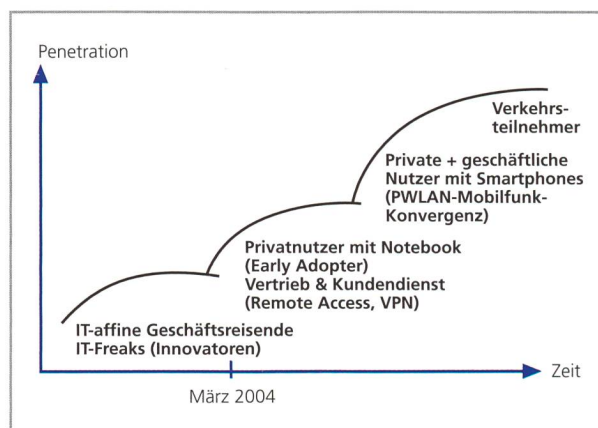 Penetration
Verkehrs-
teilnehmer
Private + geschäftliche
Nutzer mit Smartphones
(PWLAN-Mobilfunk-
Konvergenz)
Privatnutzer mit Notebook
(Early Adopter)
Vertrieb & Kundendienst
(Remote Access, VPN)
IT-affine Geschäftsreisende
IT-Freaks (Innovatoren)
Zeit
März 2004